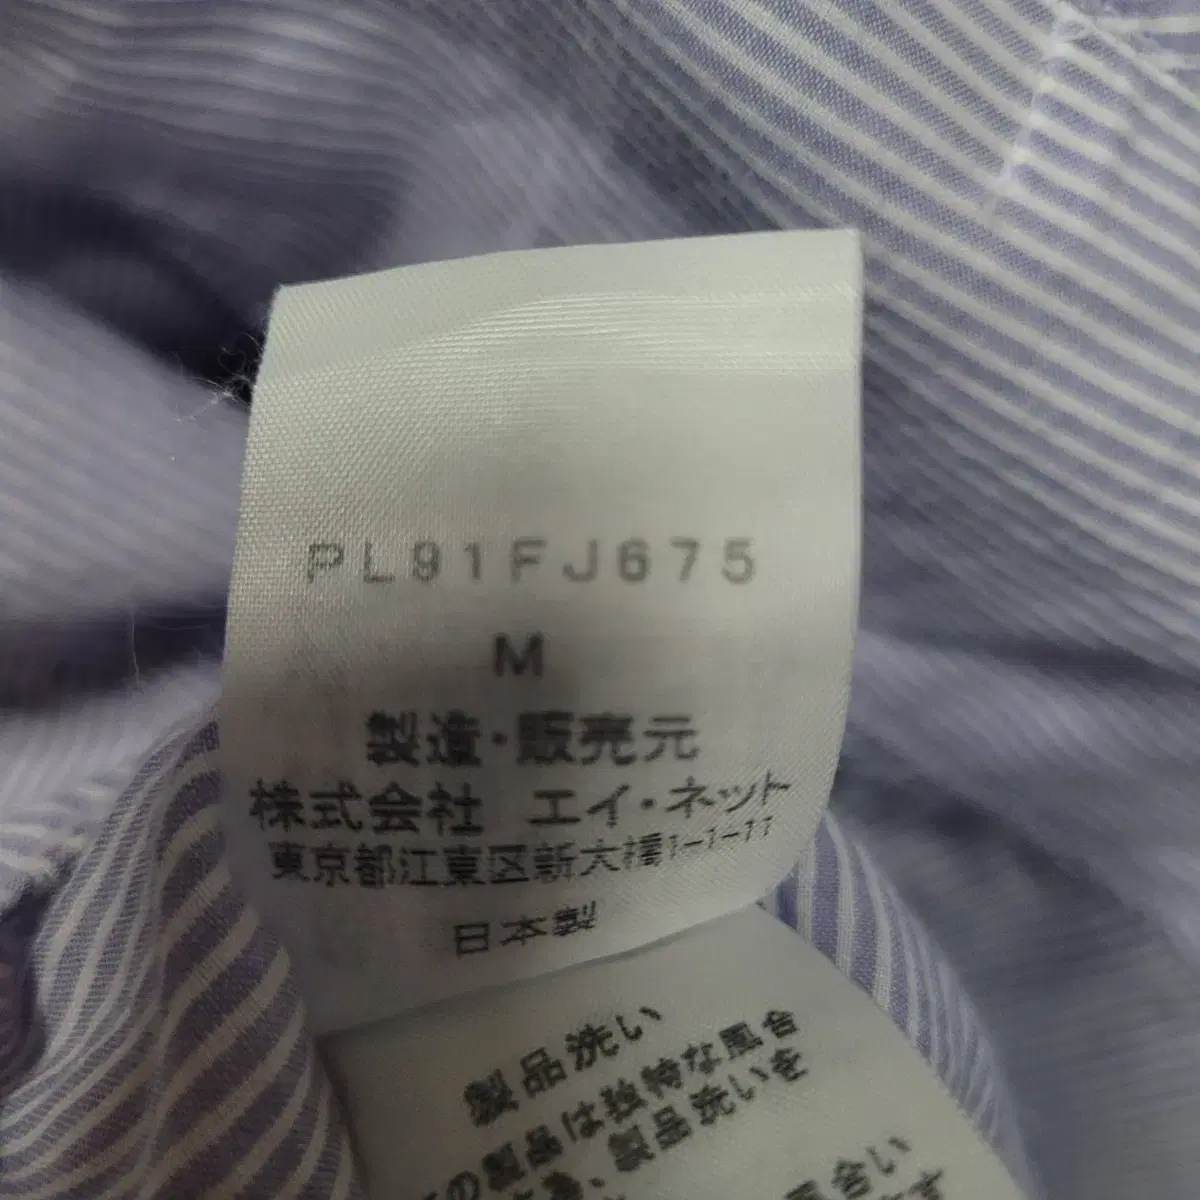 PL91FJ675
M
製造・販売元
株式会社 エイ・ネット
東京都江東区新大橋1-1-11
日本製
製品洗い
の製品は独特な風合
製品洗いを
合い